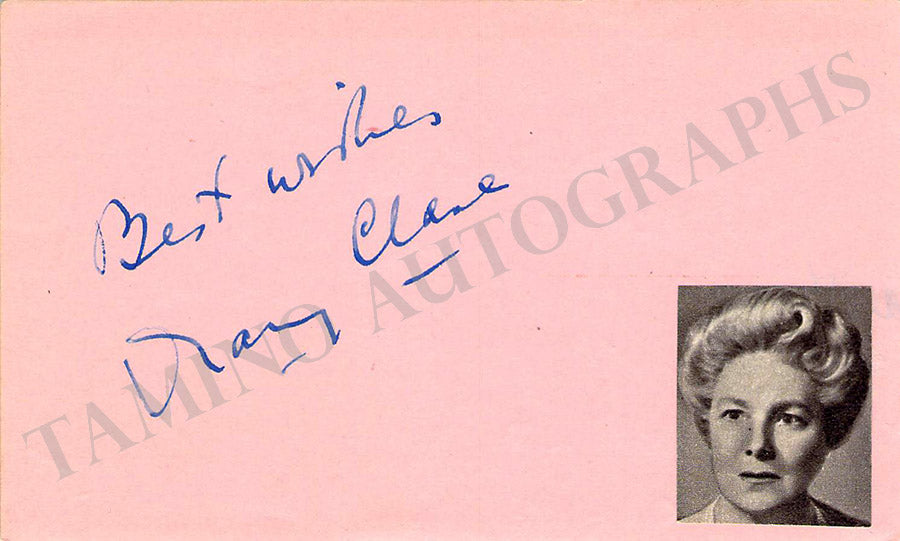 Best wishes
Mary Clare
TAMINO AUTOGRAPHS